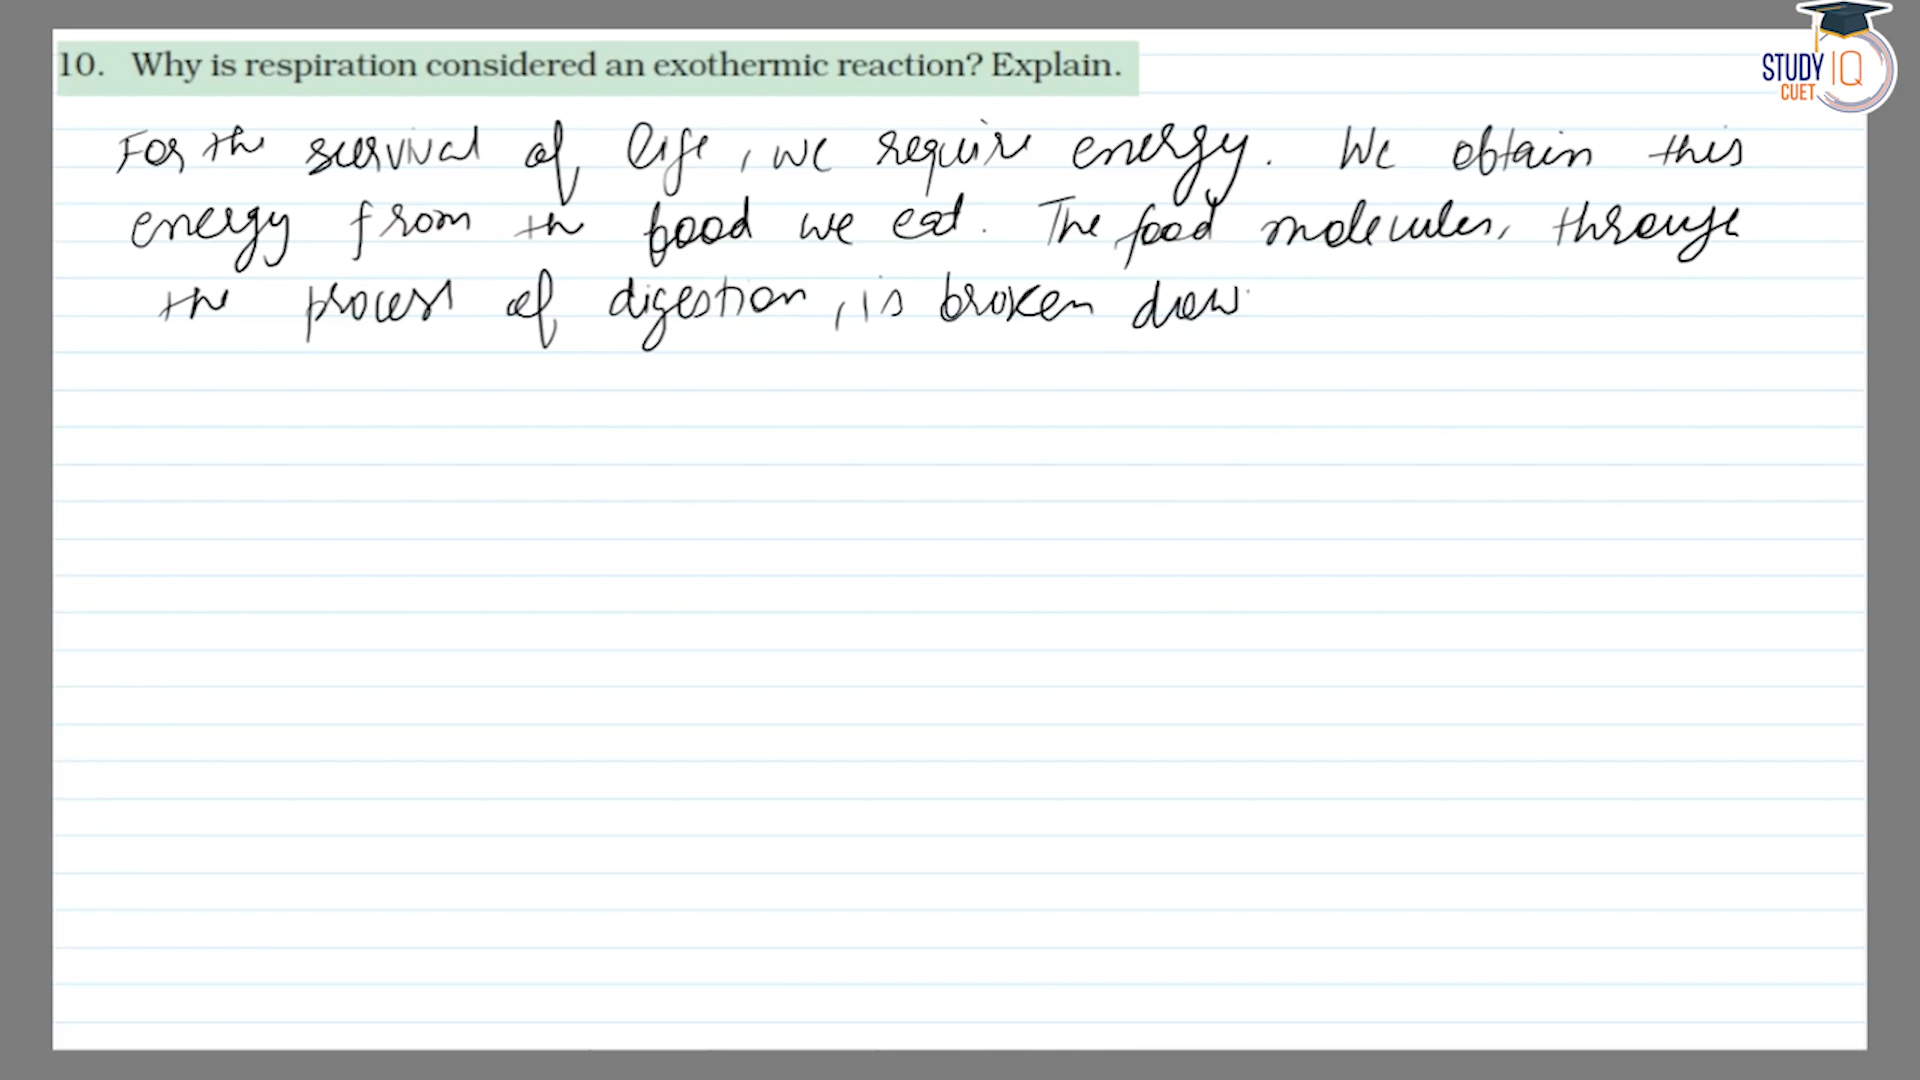 10. Why is respiration considered an exothermic reaction? Explain.
STUDY IQ
CUET
For the survival of life, we require energy. We obtain this
energy from the food we eat. The food molecules, through
the process of digestion, is broken dow